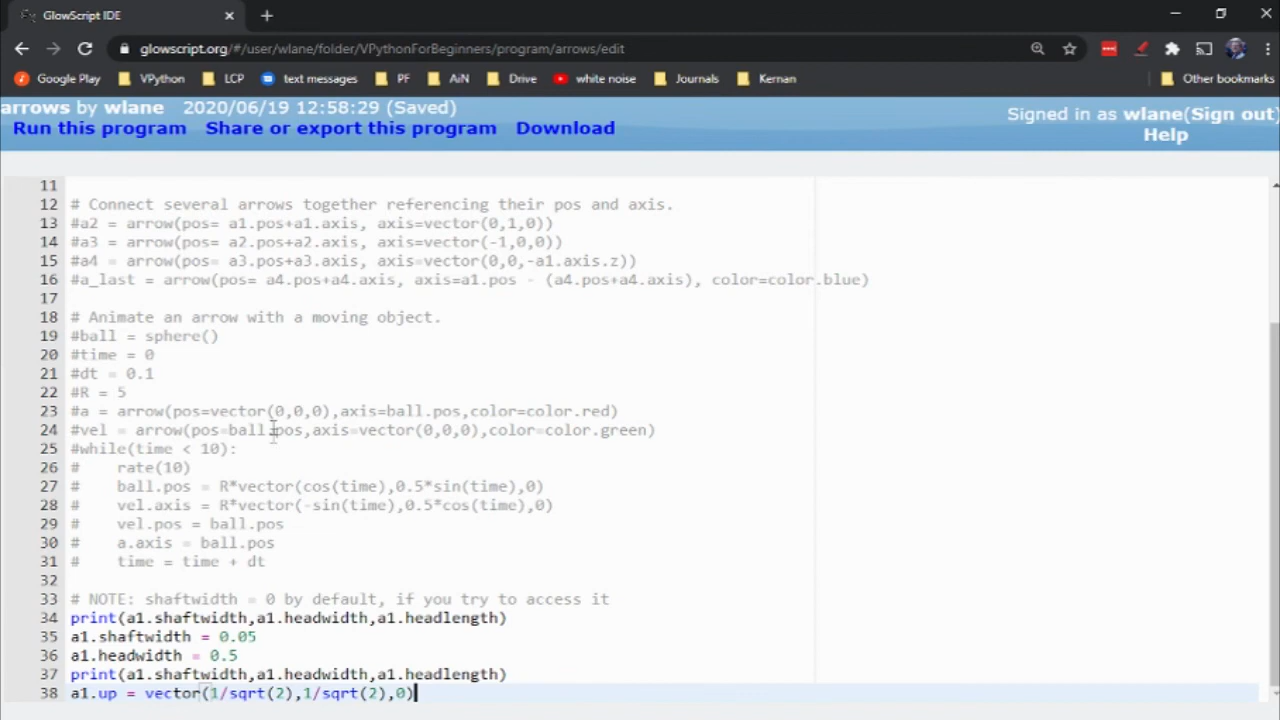 GlowScript IDE
glowscript.org/#/user/wlane/folder/VPythonForBeginners/program/arrows/edit
Google Play VPython LCP text messages PF AiN Drive white noise Journals Kernan Other bookmarks
arrows by wlane 2020/06/19 12:58:29 (Saved) Signed in as wlane(Sign out)
Run this program Share or export this program Download Help
11
12 # Connect several arrows together referencing their pos and axis.
13 #a2 = arrow(pos= a1.pos+a1.axis, axis=vector(0,1,0))
14 #a3 = arrow(pos= a2.pos+a2.axis, axis=vector(-1,0,0))
15 #a4 = arrow(pos= a3.pos+a3.axis, axis=vector(0,0,-a1.axis.z))
16 #a_last = arrow(pos= a4.pos+a4.axis, axis=a1.pos - (a4.pos+a4.axis), color=color.blue)
17
18 # Animate an arrow with a moving object.
19 #ball = sphere()
20 #time = 0
21 #dt = 0.1
22 #R = 5
23 #a = arrow(pos=vector(0,0,0),axis=ball.pos,color=color.red)
24 #vel = arrow(pos=ball.pos,axis=vector(0,0,0),color=color.green)
25 #while(time < 10):
26 #    rate(10)
27 #    ball.pos = R*vector(cos(time),0.5*sin(time),0)
28 #    vel.axis = R*vector(-sin(time),0.5*cos(time),0)
29 #    vel.pos = ball.pos
30 #    a.axis = ball.pos
31 #    time = time + dt
32
33 # NOTE: shaftwidth = 0 by default, if you try to access it
34 print(a1.shaftwidth,a1.headwidth,a1.headlength)
35 a1.shaftwidth = 0.05
36 a1.headwidth = 0.5
37 print(a1.shaftwidth,a1.headwidth,a1.headlength)
38 a1.up = vector(1/sqrt(2),1/sqrt(2),0)